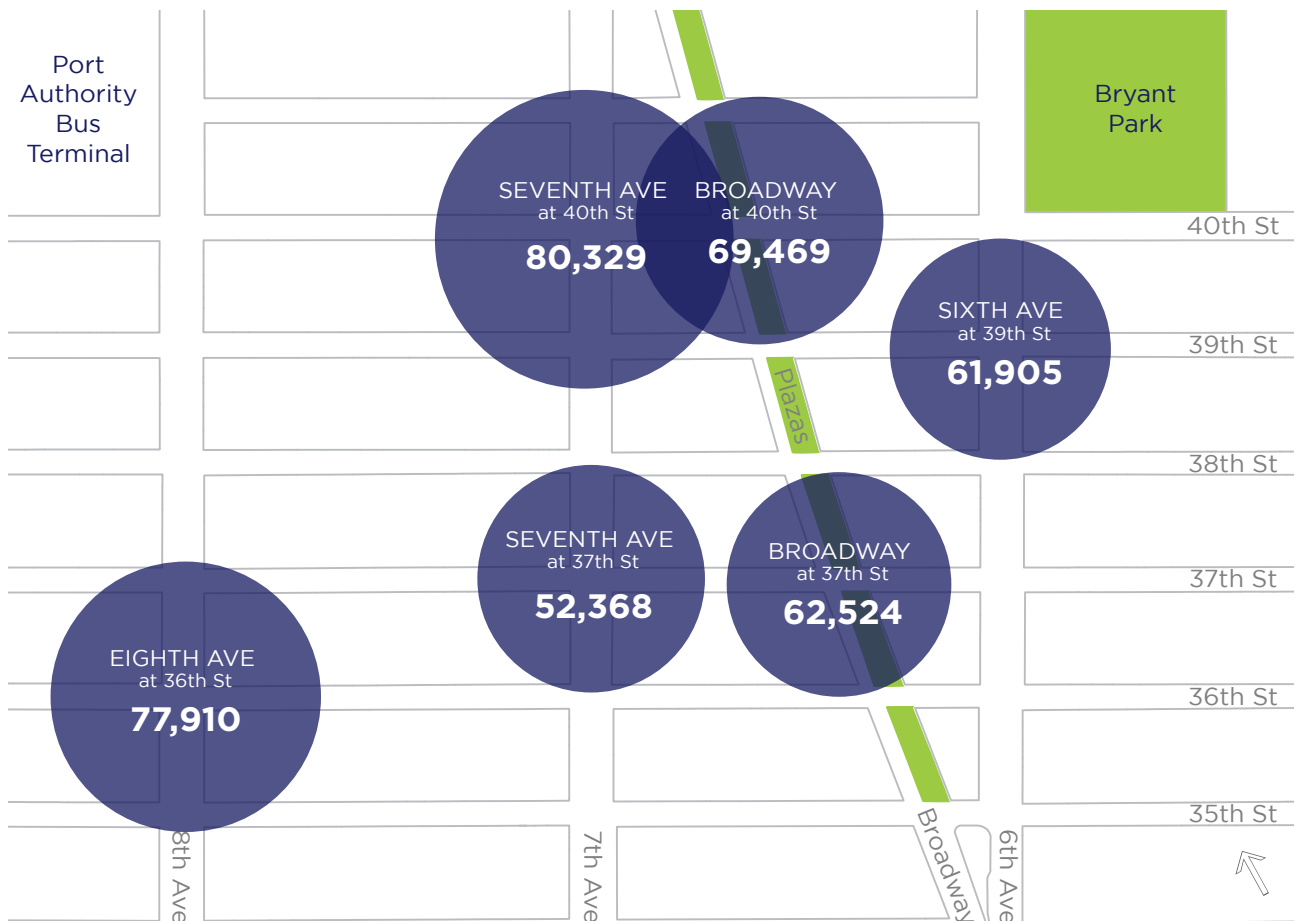 Port
Authority
Bus
Terminal
Bryant
Park
SEVENTH AVE
at 40th St
80,329
BROADWAY
at 40th St
69,469
40th St
SIXTH AVE
at 39th St
61,905
39th St
Plazas
38th St
SEVENTH AVE
at 37th St
52,368
BROADWAY
at 37th St
62,524
37th St
EIGHTH AVE
at 36th St
77,910
36th St
35th St
8th Ave
7th Ave
Broadway
6th Ave